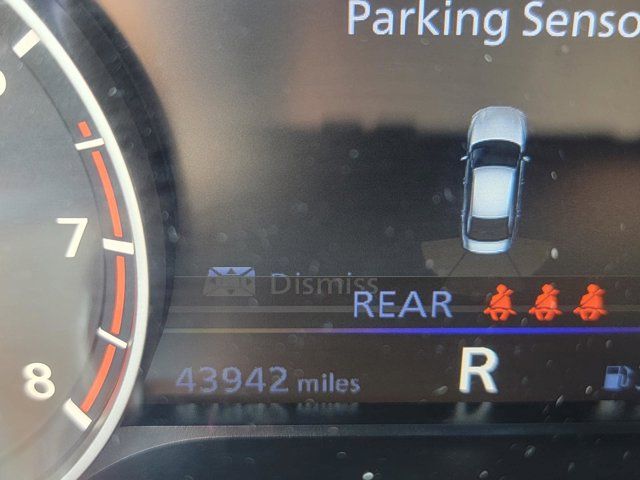 Parking Senso
7
Dismiss
REAR
43942 miles
R
8